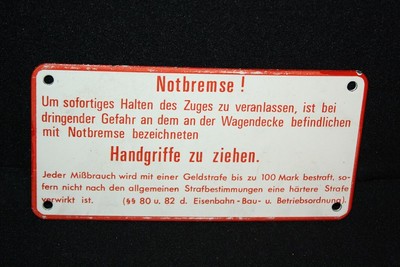 Notbremse !
Um sofortiges Halten des Zuges zu veranlassen, ist bei
dringender Gefahr an dem an der Wagendecke befindlichen
mit Notbremse bezeichneten
Handgriffe zu ziehen.
Jeder Mißbrauch wird mit einer Geldstrafe bis zu 100 Mark bestraft, so-
fern nicht nach den allgemeinen Strafbestimmungen eine härtere Strafe
verwirkt ist. (§§ 80 u. 82 d. Eisenbahn-Bau- u. Betriebsordnung).